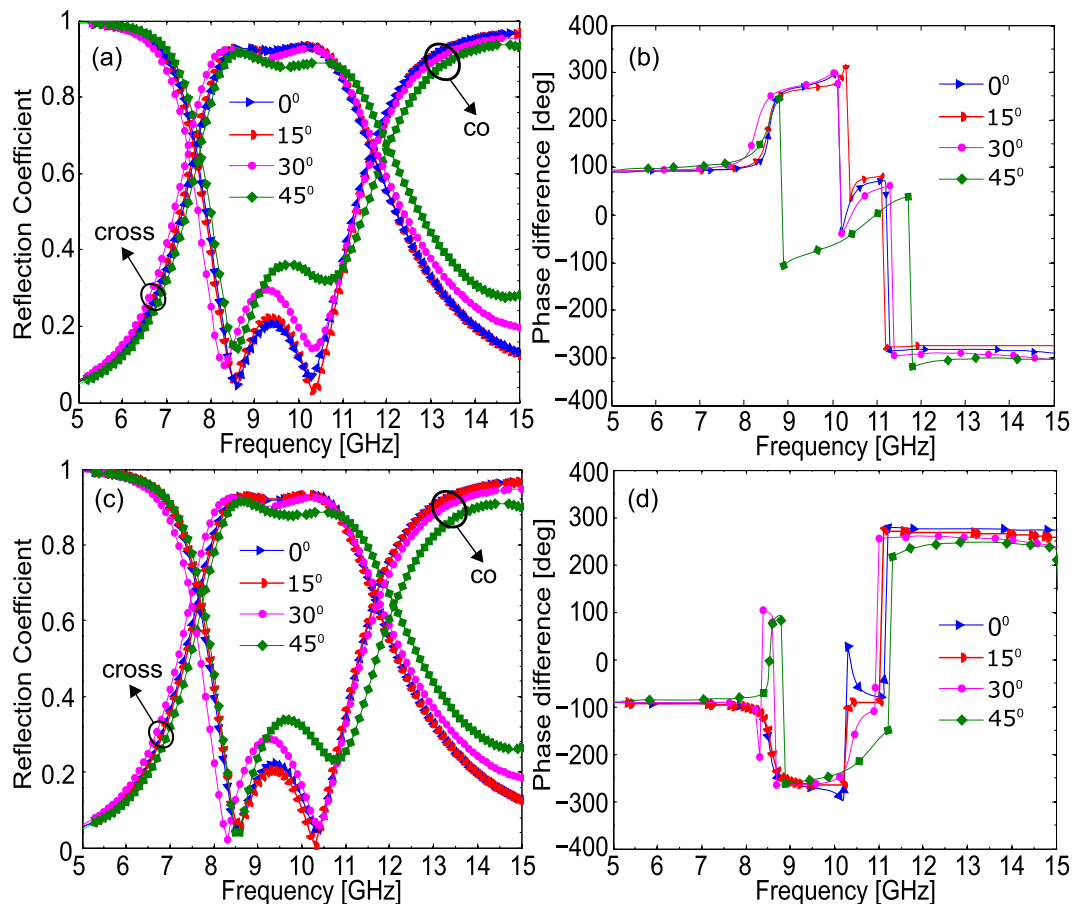 (a)
Reflection Coefficient
1
0.8
0.6
0.4
0.2
0
5 6 7 8 9 10 11 12 13 14 15
Frequency [GHz]
0⁰
15⁰
30⁰
45⁰
cross
co
(b)
Phase difference [deg]
400
300
200
100
0
−100
−200
−300
−400
4 5 6 7 8 9 10 11 12 13 14 15
Frequency [GHz]
0⁰
15⁰
30⁰
45⁰
(c)
Reflection Coefficient
1
0.8
0.6
0.4
0.2
0
5 6 7 8 9 10 11 12 13 14 15
Frequency [GHz]
0⁰
15⁰
30⁰
45⁰
cross
co
(d)
Phase difference [deg]
400
300
200
100
0
−100
−200
−300
−400
4 5 6 7 8 9 10 11 12 13 14 15
Frequency [GHz]
0⁰
15⁰
30⁰
45⁰